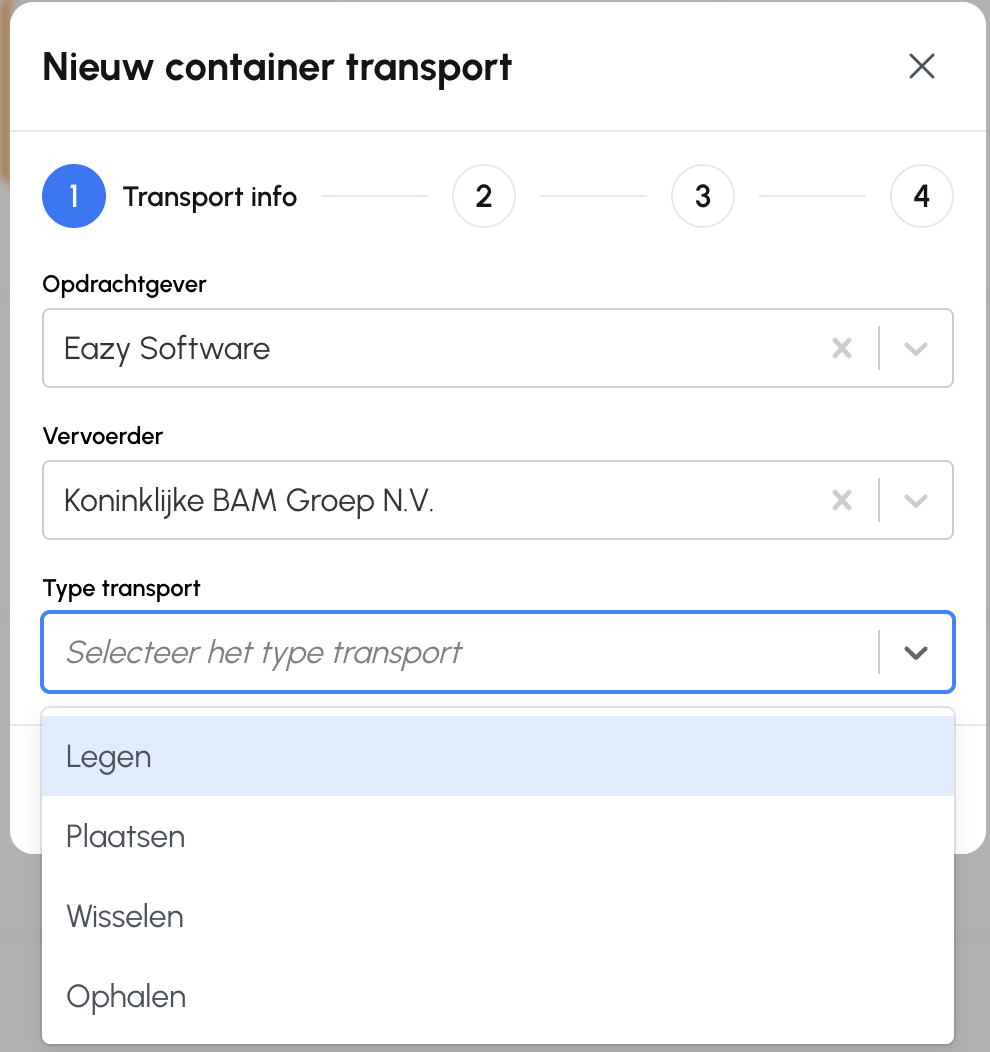 Nieuw container transport
1 Transport info 2 3 4
Opdrachtgever
Eazy Software
Vervoerder
Koninklijke BAM Groep N.V.
Type transport
Selecteer het type transport
Legen
Plaatsen
Wisselen
Ophalen